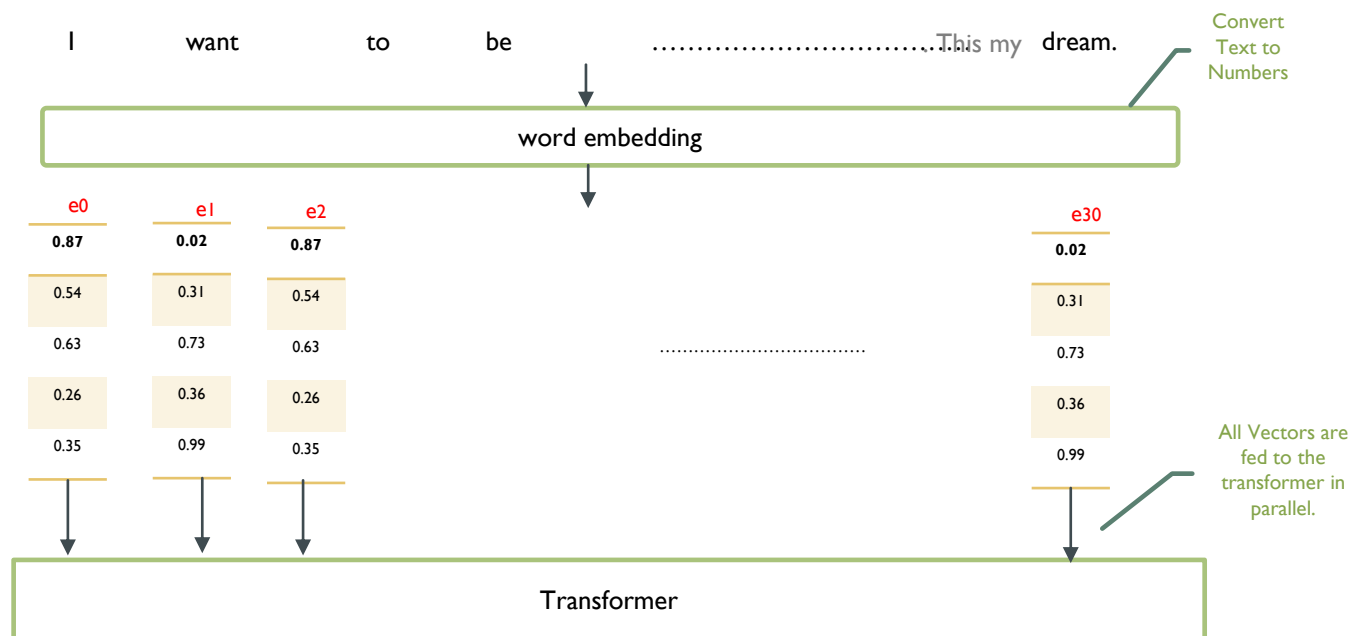 I want to be ...................................... This my dream.
Convert
Text to
Numbers
word embedding
e0 e1 e2 e30
0.87 0.02 0.87 0.02
0.54 0.31 0.54 0.31
0.63 0.73 0.63 0.73
...................................
0.26 0.36 0.26 0.36
0.35 0.99 0.35 0.99
All Vectors are
fed to the
transformer in
parallel.
Transformer